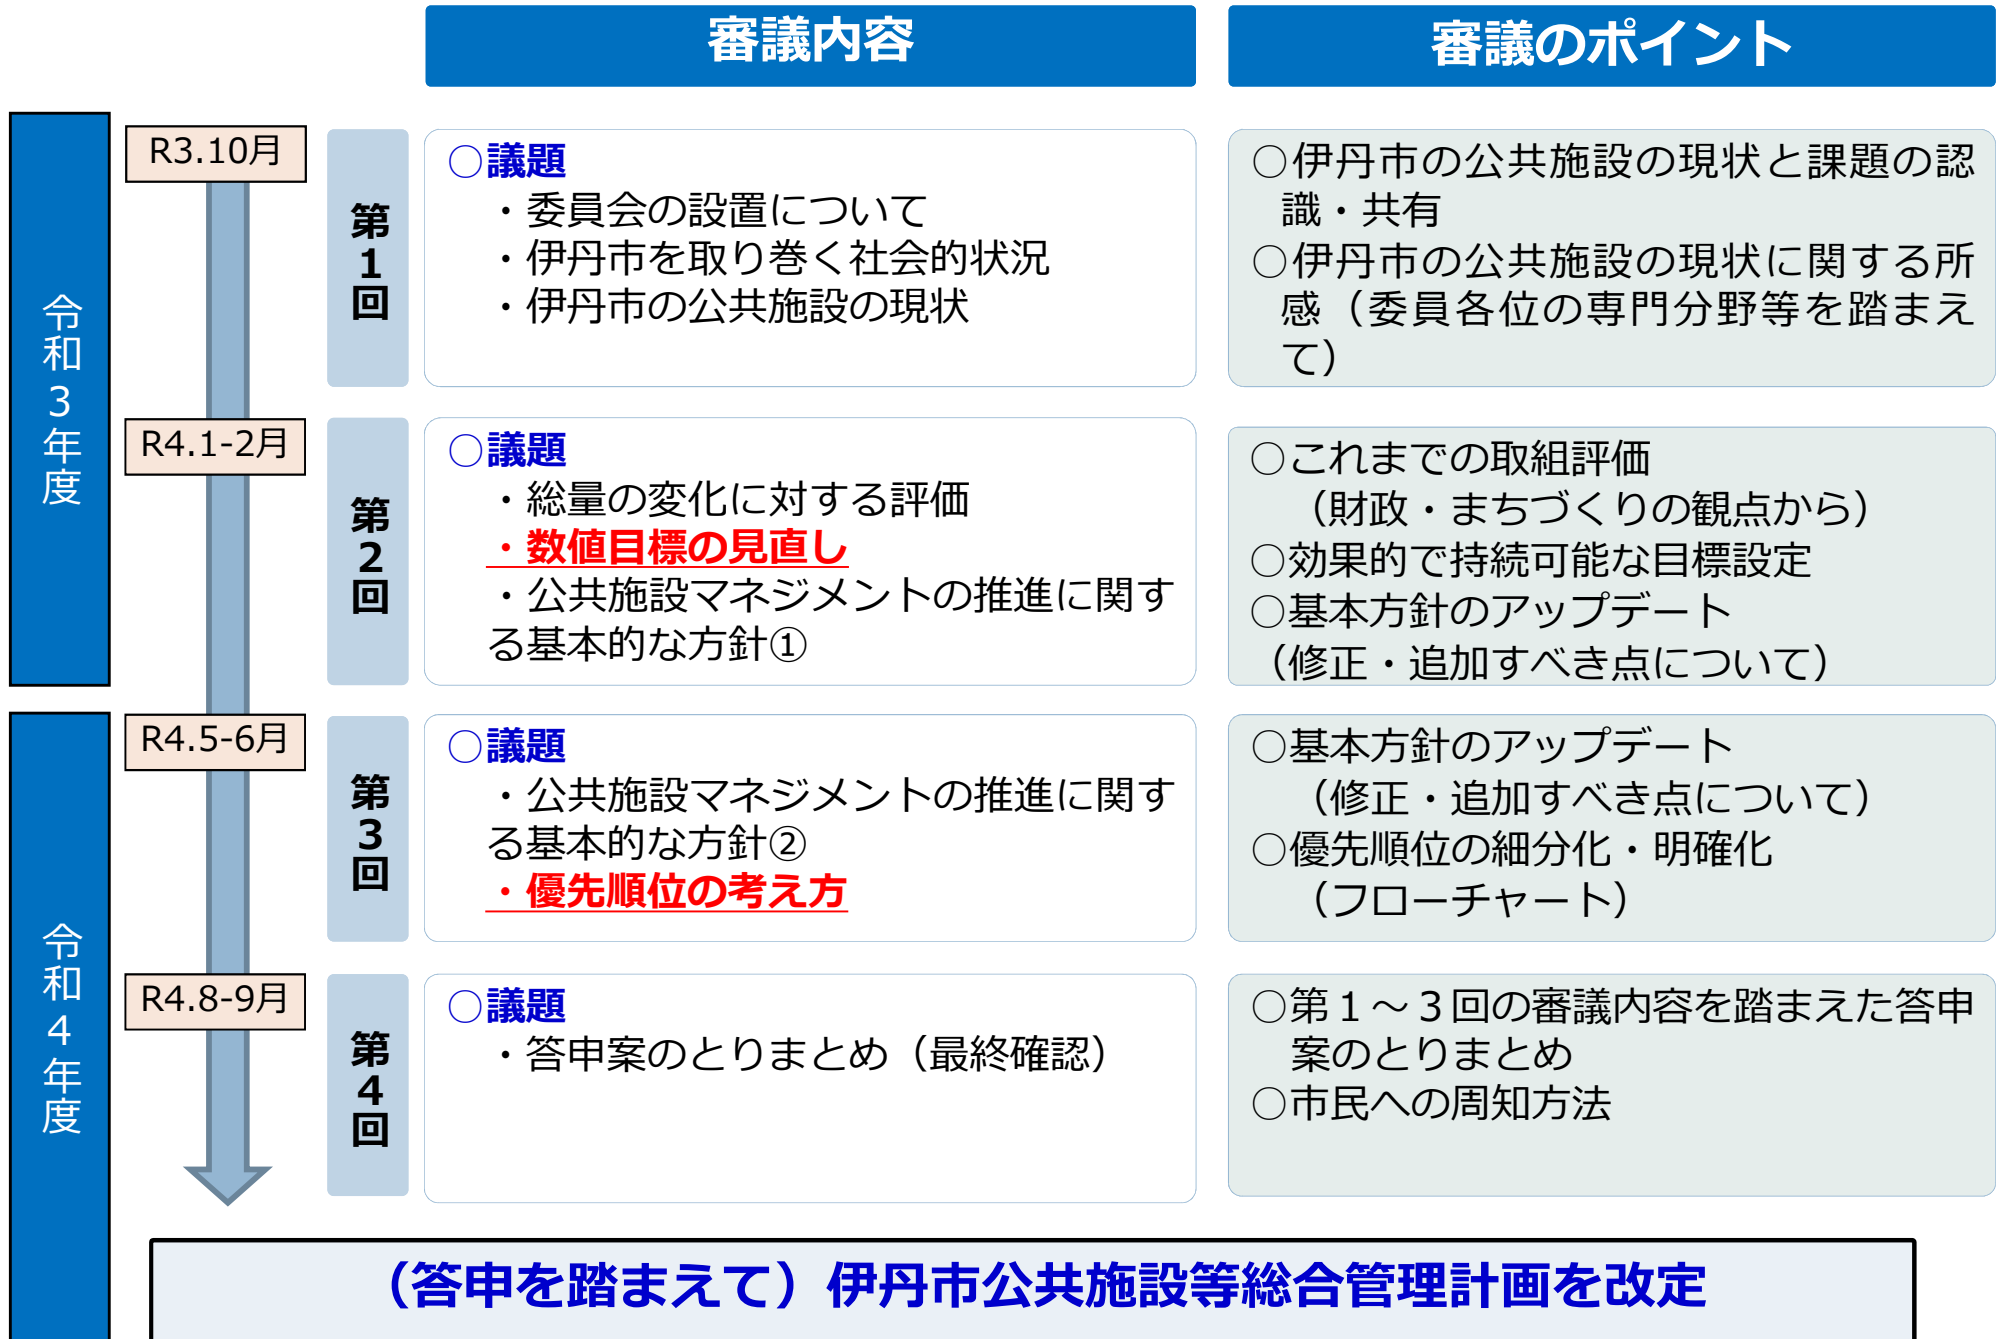 審議内容
審議のポイント
令和３年度
R3.10月
第1回
○議題
・委員会の設置について
・伊丹市を取り巻く社会的状況
・伊丹市の公共施設の現状
○伊丹市の公共施設の現状と課題の認
識・共有
○伊丹市の公共施設の現状に関する所
感（委員各位の専門分野等を踏まえ
て）
R4.1-2月
第2回
○議題
・総量の変化に対する評価
・数値目標の見直し
・公共施設マネジメントの推進に関す
る基本的な方針①
○これまでの取組評価
（財政・まちづくりの観点から）
○効果的で持続可能な目標設定
○基本方針のアップデート
（修正・追加すべき点について）
令和４年度
R4.5-6月
第3回
○議題
・公共施設マネジメントの推進に関す
る基本的な方針②
・優先順位の考え方
○基本方針のアップデート
（修正・追加すべき点について）
○優先順位の細分化・明確化
（フローチャート）
R4.8-9月
第4回
○議題
・答申案のとりまとめ（最終確認）
○第１～３回の審議内容を踏まえた答申
案のとりまとめ
○市民への周知方法
（答申を踏まえて）伊丹市公共施設等総合管理計画を改定